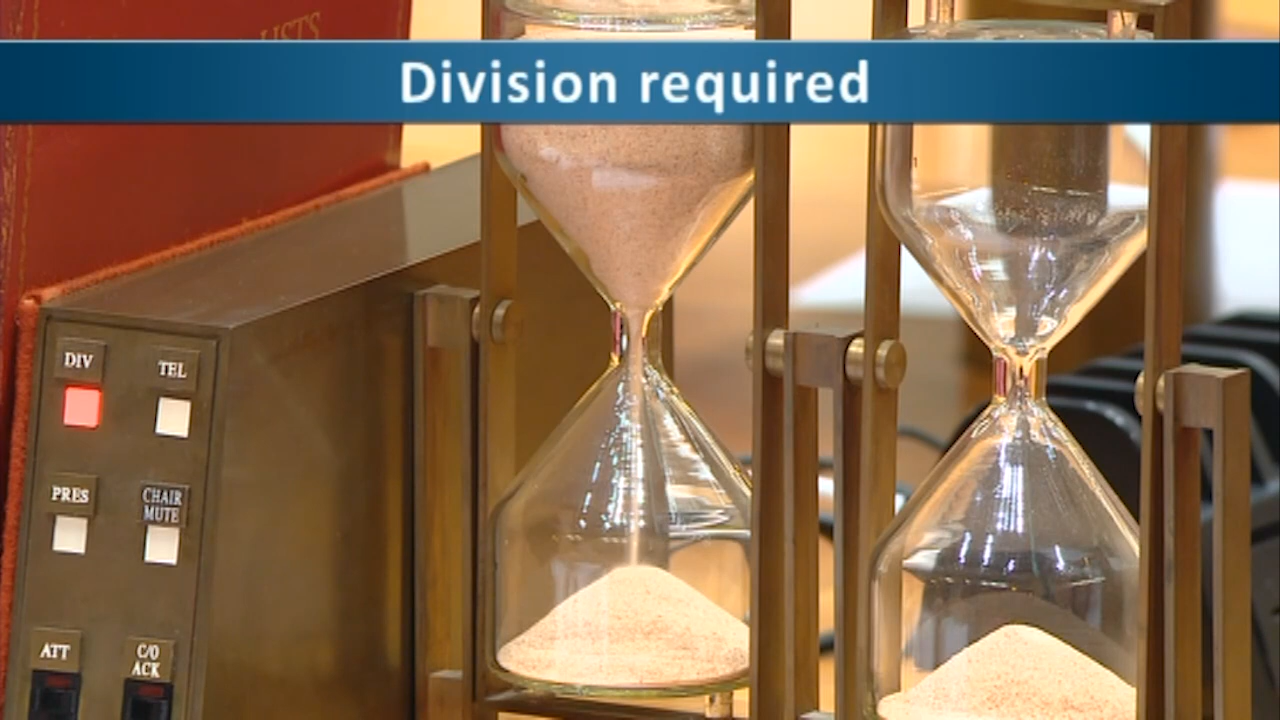 Division required
DIV
TEL
PRES
CHAIR
MUTE
ATT
C/O
ACK